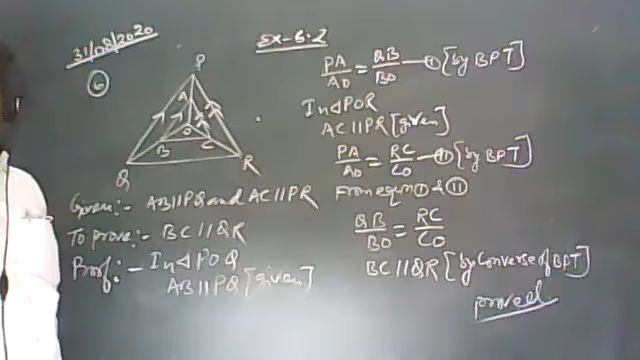 31/08/2020
Ex-6.2
6
P
A
O
B
C
Q
R
Given:- AB||PQ and AC||PR
To prove:- BC||QR
Proof:- In △POQ
AB||PQ [given]
PA/AO = QB/BO - (I) [by BPT]
In △POR
AC||PR [given]
PA/AO = RC/CO - (II) [by BPT]
From eqn (I) & (II)
QB/BO = RC/CO
BC||QR [by Converse of BPT]
proved